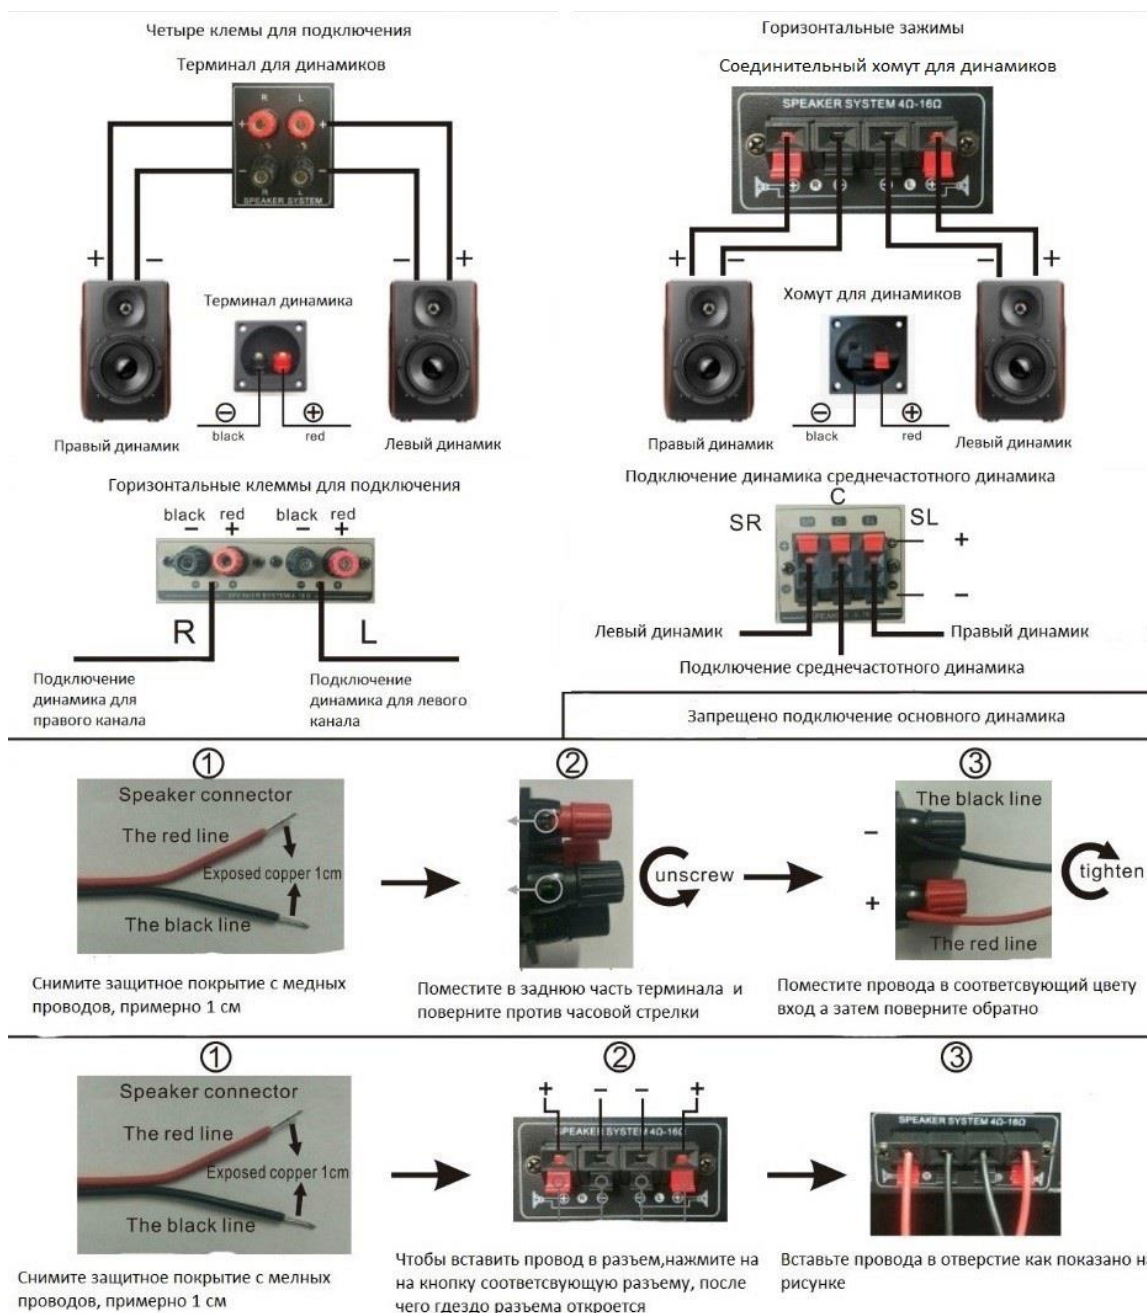 Четыре клемы для подключения
Терминал для динамиков
R L
+ −
R L
SPEAKER SYSTEM
+ − − +
Терминал динамика
⊖ ⊕
black red
Правый динамик
Левый динамик
Горизонтальные зажимы
Соединительный хомут для динамиков
SPEAKER SYSTEM 4Ω-16Ω
⊕ R ⊖ ⊖ L ⊕
+ − − +
Хомут для динамиков
⊖ ⊕
black red
Правый динамик
Левый динамик
Горизонтальные клеммы для подключения
black red black red
− + − +
R L
Подключение
динамика для
правого канала
Подключение
динамика для левого
канала
Подключение динамика среднечастотного динамика
C
SR SL
+
−
Левый динамик
Правый динамик
Подключение среднечастотного динамика
Запрещено подключение основного динамика
①
Speaker connector
The red line
Exposed copper 1cm
The black line
Снимите защитное покрытие с медных
проводов, примерно 1 см
②
unscrew
Поместите в заднюю часть терминала и
поверните против часовой стрелки
③
The black line
−
+
The red line
tighten
Поместите провода в соответсвующий цвету
вход а затем поверните обратно
①
Speaker connector
The red line
Exposed copper 1cm
The black line
Снимите защитное покрытие с мелных
проводов, примерно 1 см
②
+ − − +
SPEAKER SYSTEM 4Ω-16Ω
⊕ R ⊖ ⊖ L ⊕
Чтобы вставить провод в разъем,нажмите на
на кнопку соответсвующую разъему, после
чего гдездо разъема откроется
③
SPEAKER SYSTEM 4Ω-16Ω
Вставьте провода в отверстие как показано н
рисунке